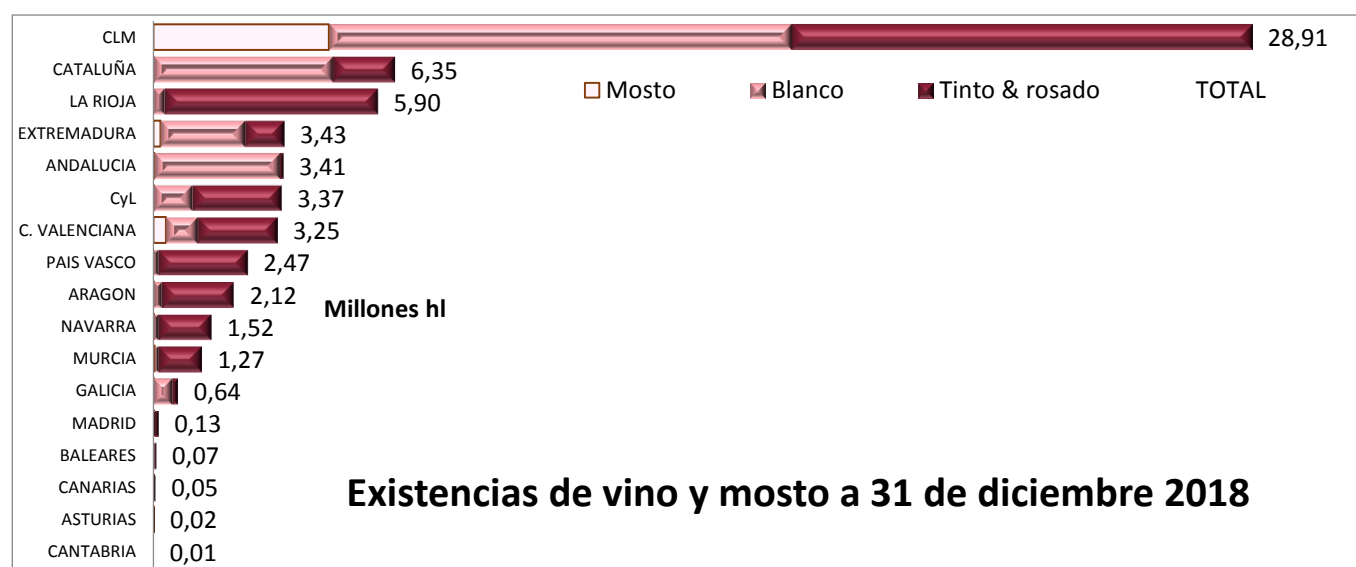 CLM 28,91
CATALUÑA 6,35
Mosto Blanco Tinto & rosado TOTAL
LA RIOJA 5,90
EXTREMADURA 3,43
ANDALUCIA 3,41
CyL 3,37
C. VALENCIANA 3,25
PAIS VASCO 2,47
ARAGON 2,12
Millones hl
NAVARRA 1,52
MURCIA 1,27
GALICIA 0,64
MADRID 0,13
BALEARES 0,07
CANARIAS 0,05
Existencias de vino y mosto a 31 de diciembre 2018
ASTURIAS 0,02
CANTABRIA 0,01